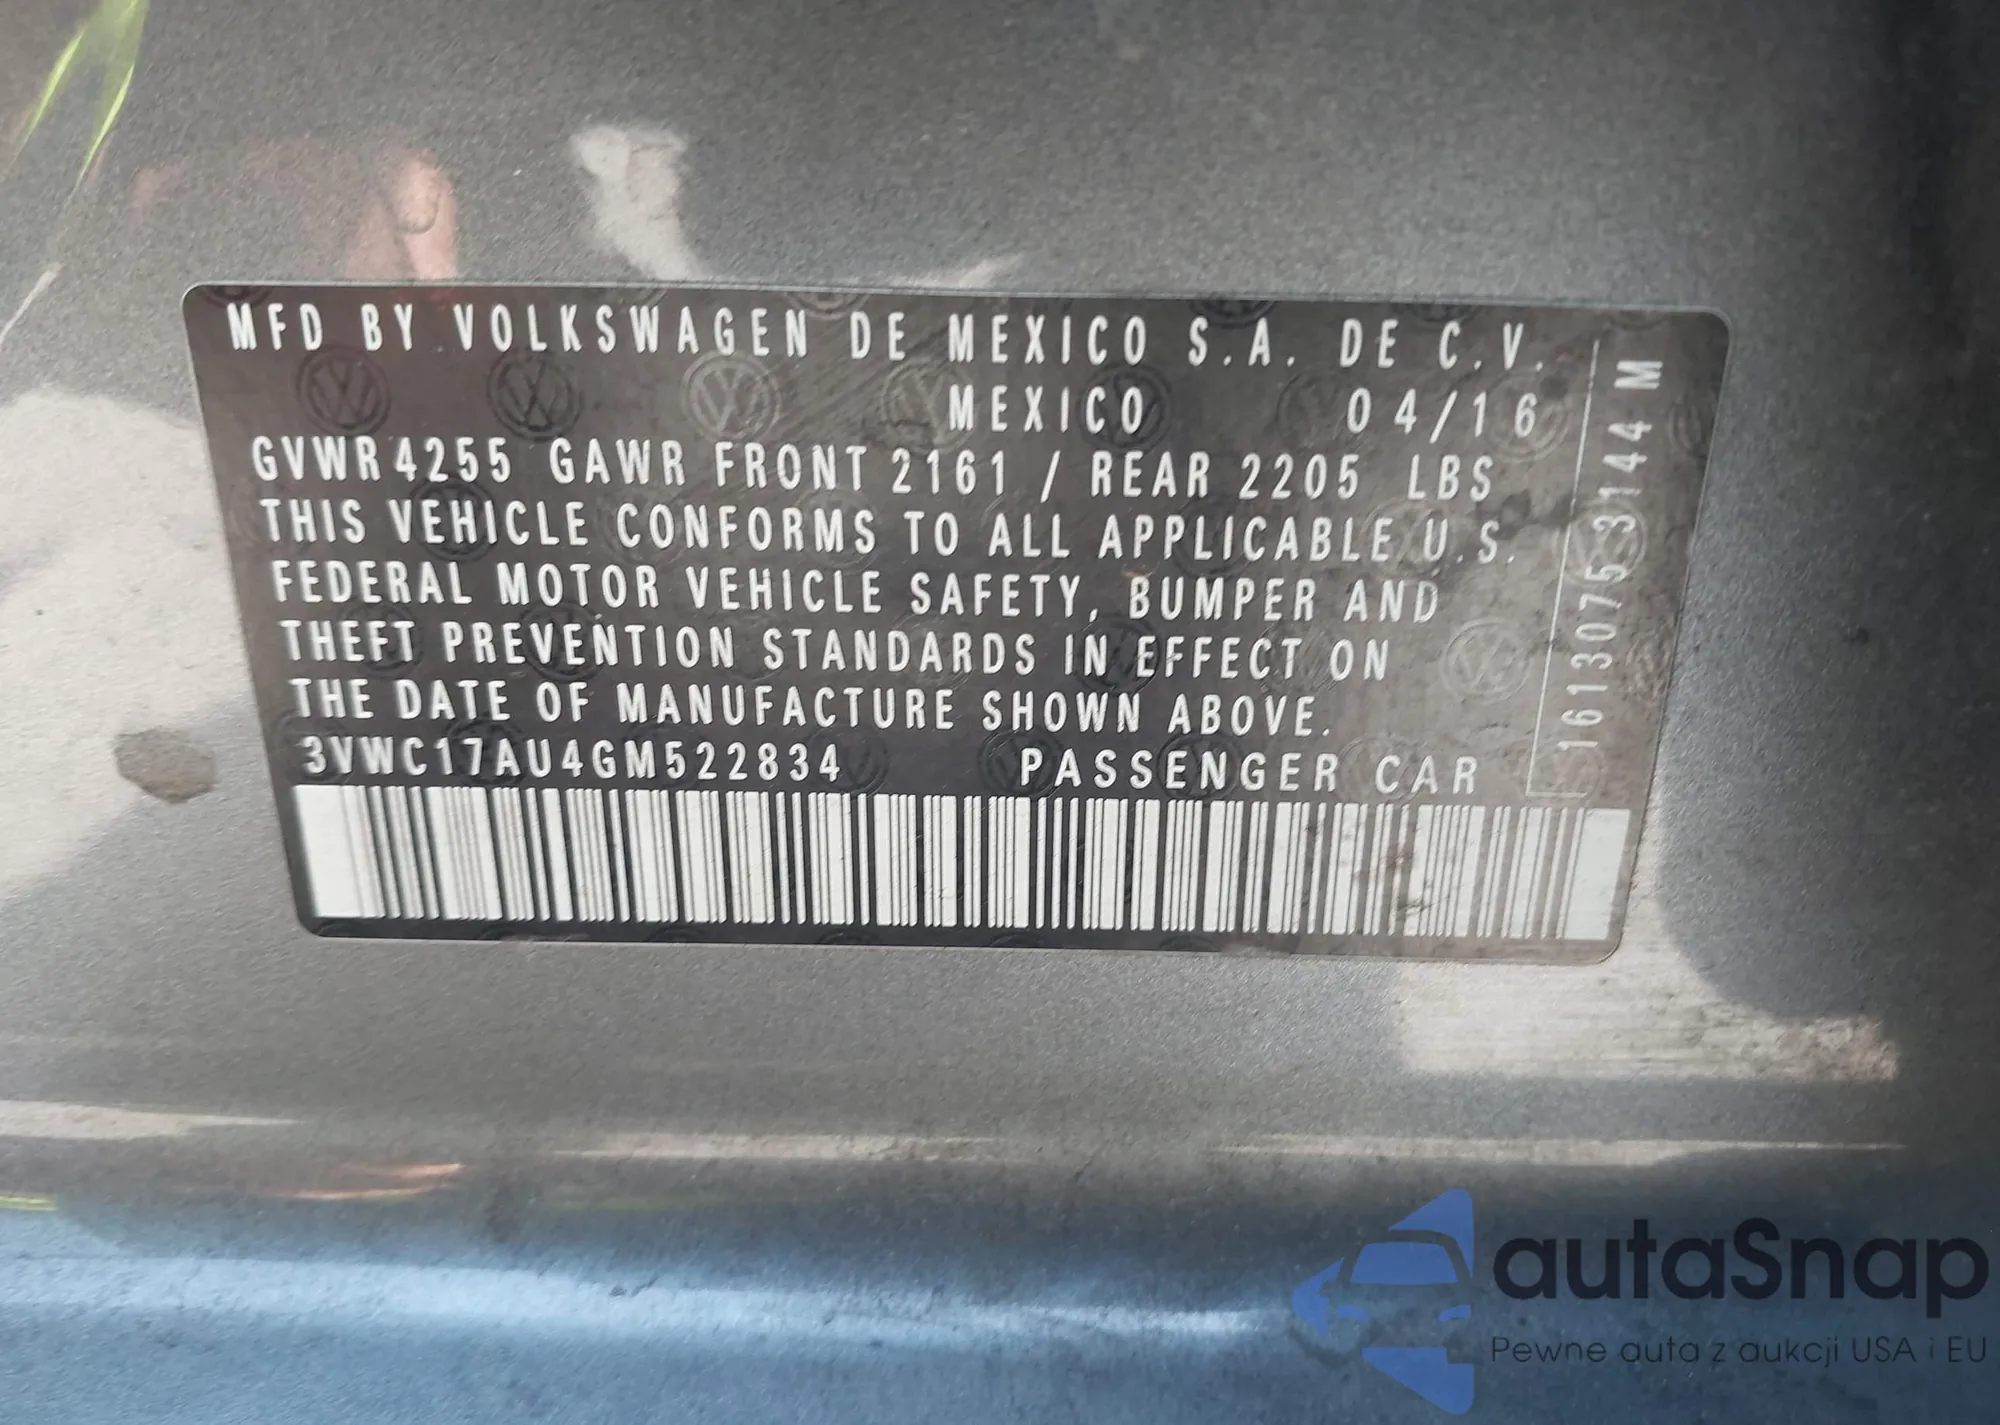 MFD BY VOLKSWAGEN DE MEXICO S.A. DE C.V.
MEXICO 04/16
GVWR 4255 GAWR FRONT 2161 / REAR 2205 LBS
THIS VEHICLE CONFORMS TO ALL APPLICABLE U.S.
FEDERAL MOTOR VEHICLE SAFETY, BUMPER AND
THEFT PREVENTION STANDARDS IN EFFECT ON
THE DATE OF MANUFACTURE SHOWN ABOVE.
3VWC17AU4GM522834 PASSENGER CAR
1613075 3144 M
autaSnap
Pewne auta z aukcji USA i EU